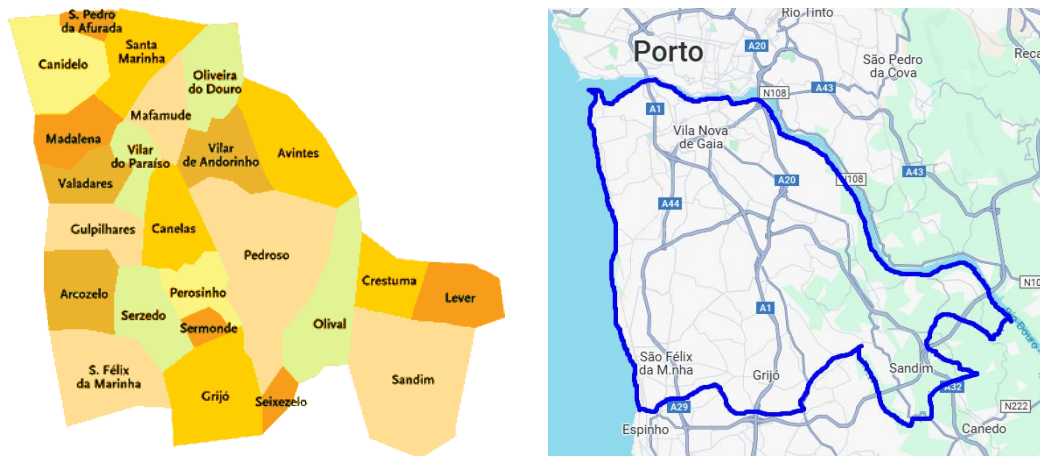 S. Pedro
da Afurada
Santa
Marinha
Canidelo
Oliveira
do Douro
Mafamude
Madalena
Vilar
do Paraíso
Vilar
de Andorinho
Avintes
Valadares
Gulpilhares
Canelas
Pedroso
Arcozelo
Perosinho
Serzedo
Sermonde
Olival
Crestuma
Lever
S. Félix
da Marinha
Grijó
Seixezelo
Sandim
Rio Tinto
Porto
A20
São Pedro
da Cova
Reca
A1
N108
A43
Vila Nova
de Gaia
A20
N108
A43
A44
N10
A1
São Félix
da M nha
Grijó
Sandim
A32
A29
Espinho
N222
Canedo